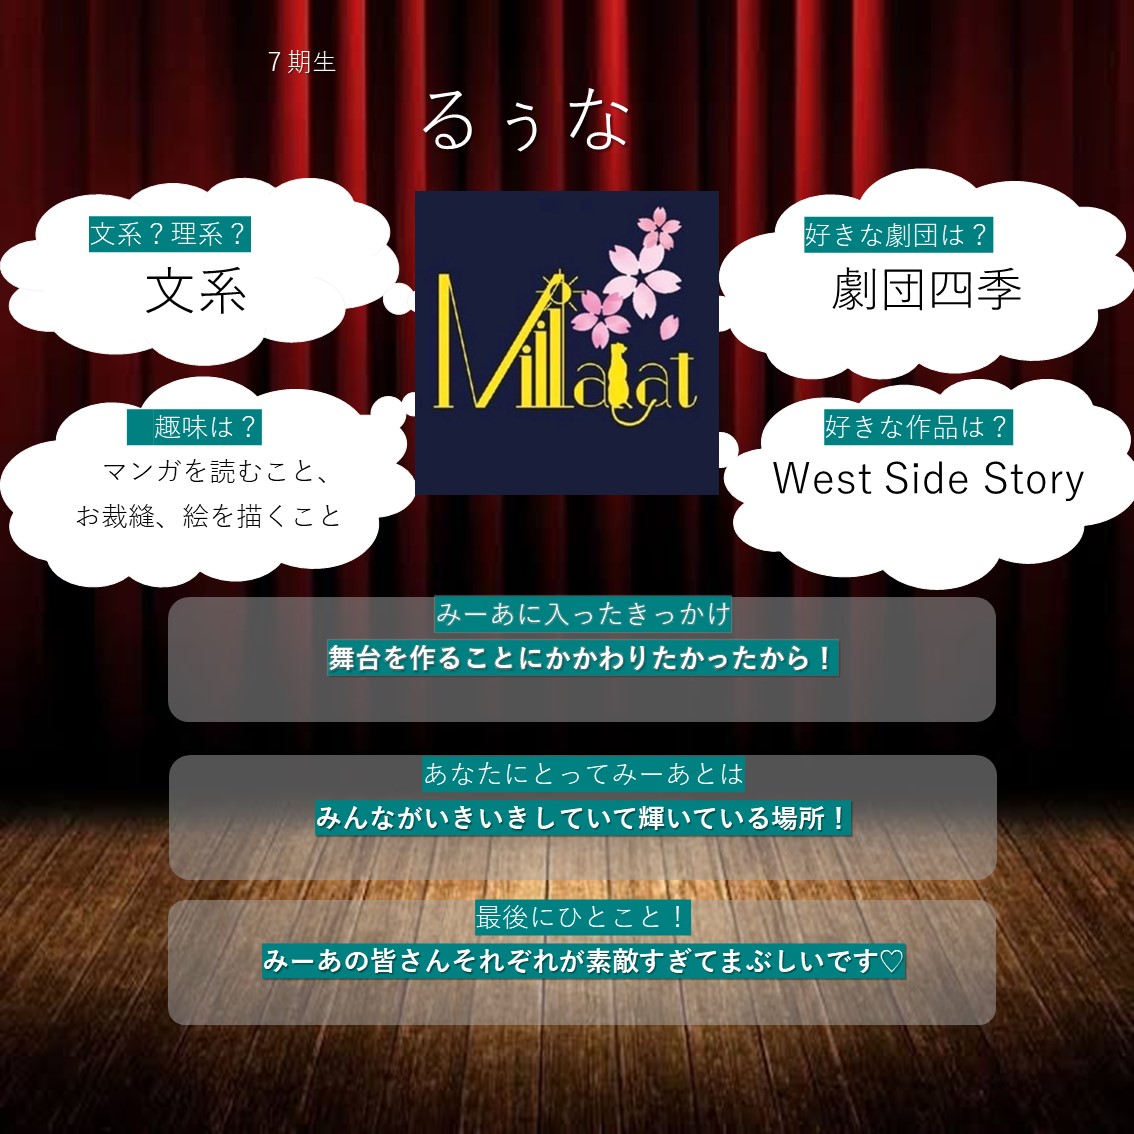 ７期生
るぅな
文系？理系？
文系
好きな劇団は？
劇団四季
Millacat
趣味は？
マンガを読むこと、
お裁縫、絵を描くこと
好きな作品は？
West Side Story
みーあに入ったきっかけ
舞台を作ることにかかわりたかったから！
あなたにとってみーあとは
みんながいきいきしていて輝いている場所！
最後にひとこと！
みーあの皆さんそれぞれが素敵すぎてまぶしいです♡